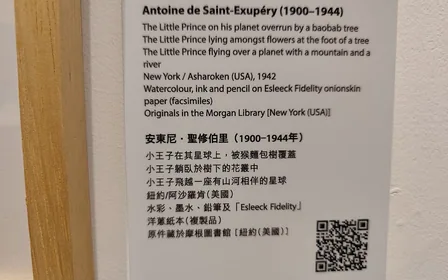 Antoine de Saint-Exupéry (1900–1944)
The Little Prince on his planet overrun by a baobab tree
The Little Prince lying amongst flowers at the foot of a tree
The Little Prince flying over a planet with a mountain and a
river
New York / Asharoken (USA), 1942
Watercolour, ink and pencil on Esleeck Fidelity onionskin
paper (facsimiles)
Originals in the Morgan Library [New York (USA)]
安東尼·聖修伯里（1900–1944年）
小王子在其星球上，被猴麵包樹覆蓋
小王子躺臥於樹下的花叢中
小王子飛越一座有山河相伴的星球
紐約/阿沙羅肯(美國)
水彩、墨水、鉛筆及「Esleeck Fidelity」
洋蔥紙本(複製品)
原件藏於摩根圖書館 [紐約(美國)]